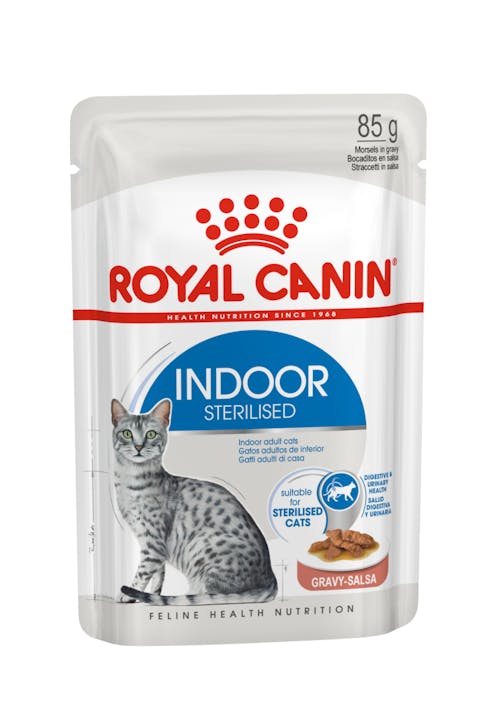 85 g
Morsels in gravy
Bocaditos en salsa
Straccetti in salsa
ROYAL CANIN®
HEALTH NUTRITION SINCE 1968
INDOOR
STERILISED
Indoor adult cats
Gatos adultos de interior
Gatti adulti di casa
suitable
for
STERILISED
CATS
DIGESTIVE &
URINARY
HEALTH
SALUD
DIGESTIVA
Y URINARIA
GRAVY-SALSA
FELINE HEALTH NUTRITION